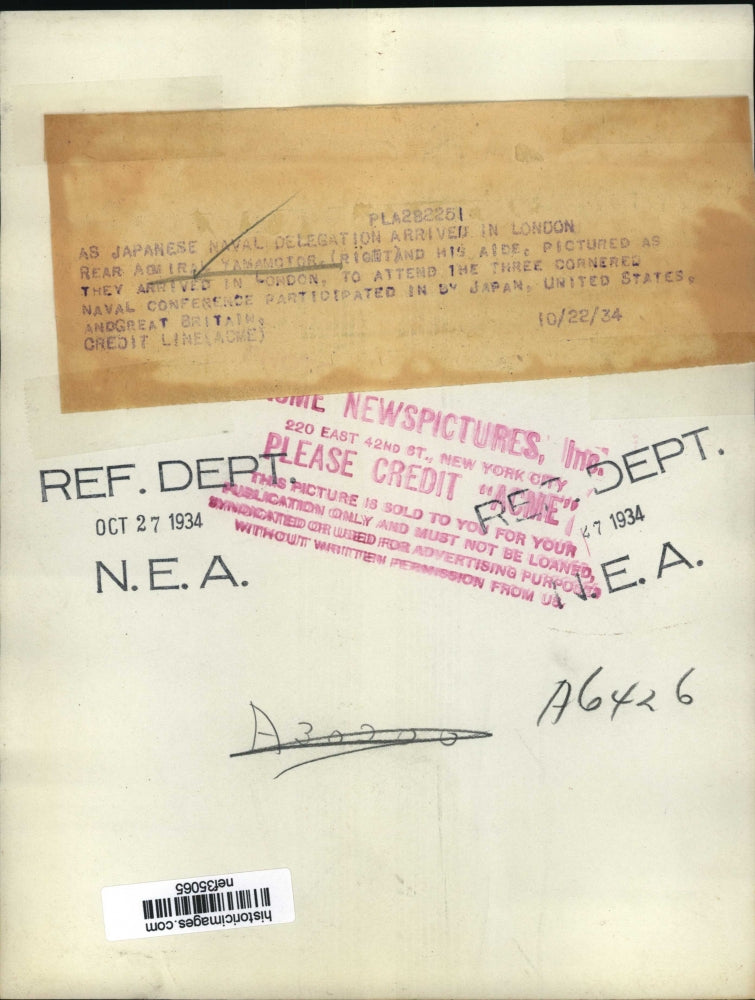 PLA282251
AS JAPANESE NAVAL DELEGATION ARRIVED IN LONDON
REAR ADMIRAL YAMAMOTOR, (RIGHT)AND HIS AIDE, PICTURED AS
THEY ARRIVED IN LONDON, TO ATTEND THE THREE CORNERED
NAVAL CONFERENCE PARTICIPATED IN BY JAPAN, UNITED STATES,
ANDGREAT BRITAIN,
CREDIT LINE(ACME)
10/22/34
ACME NEWSPICTURES, Inc.
220 EAST 42ND ST., NEW YORK CITY
PLEASE CREDIT "ACME"
THIS PICTURE IS SOLD TO YOU FOR YOUR
PUBLICATION ONLY AND MUST NOT BE LOANED,
SYNDICATED OR USED FOR ADVERTISING PURPOSES
WITHOUT WRITTEN PERMISSION FROM US.
REF. DEPT.
OCT 27 1934
N.E.A.
REF. DEPT.
27 1934
N.E.A.
A6426
historicimages.com
nef35065